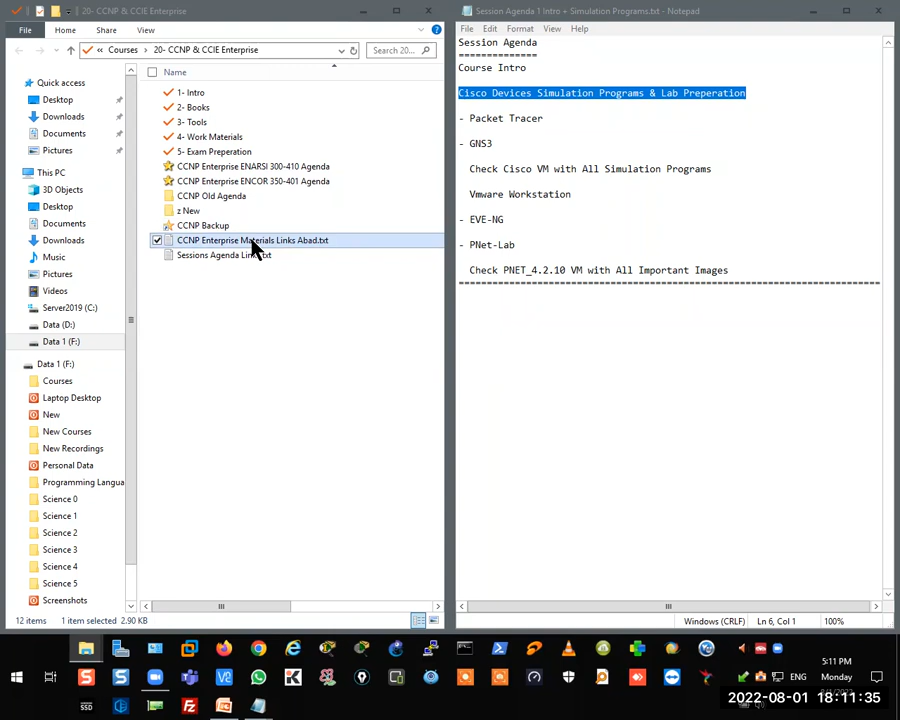 20- CCNP & CCIE Enterprise
File
Home
Share
View
« Courses > 20- CCNP & CCIE Enterprise
Search 20...
Quick access
Desktop
Downloads
Documents
Pictures
This PC
3D Objects
Desktop
Documents
Downloads
Music
Pictures
Videos
Server2019 (C:)
Data (D:)
Data 1 (F:)
Data 1 (F:)
Courses
Laptop Desktop
New
New Courses
New Recordings
Personal Data
Programming Langua
Science 0
Science 1
Science 2
Science 3
Science 4
Science 5
Screenshots
Name
1- Intro
2- Books
3- Tools
4- Work Materials
5- Exam Preperation
CCNP Enterprise ENARSI 300-410 Agenda
CCNP Enterprise ENCOR 350-401 Agenda
CCNP Old Agenda
z New
CCNP Backup
CCNP Enterprise Materials Links Abad.txt
Sessions Agenda Link.txt
12 items
1 item selected 2.90 KB
Session Agenda 1 Intro + Simulation Programs.txt - Notepad
File Edit Format View Help
Session Agenda
==============
Course Intro
Cisco Devices Simulation Programs & Lab Preperation
- Packet Tracer
- GNS3
Check Cisco VM with All Simulation Programs
Vmware Workstation
- EVE-NG
- PNet-Lab
Check PNET_4.2.10 VM with All Important Images
===========================================================================
Windows (CRLF)
Ln 6, Col 1
100%
ENG
5:11 PM
Monday
2022-08-01 18:11:35